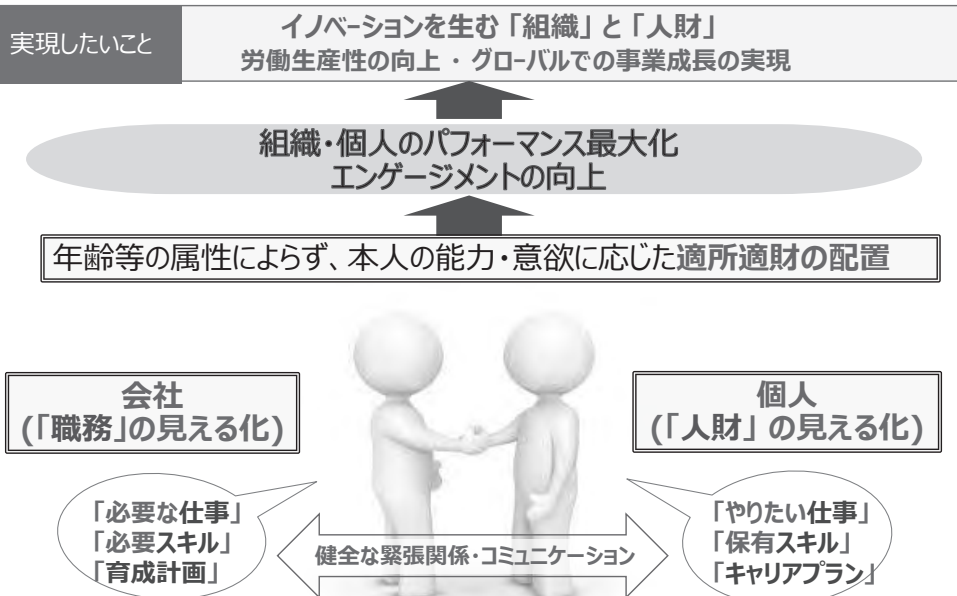 実現したいこと
イノベーションを生む「組織」と「人財」
労働生産性の向上・グローバルでの事業成長の実現
組織・個人のパフォーマンス最大化
エンゲージメントの向上
年齢等の属性によらず、本人の能力・意欲に応じた適所適財の配置
会社
(「職務」の見える化)
個人
(「人財」の見える化)
「必要な仕事」
「必要スキル」
「育成計画」
健全な緊張関係・コミュニケーション
「やりたい仕事」
「保有スキル」
「キャリアプラン」